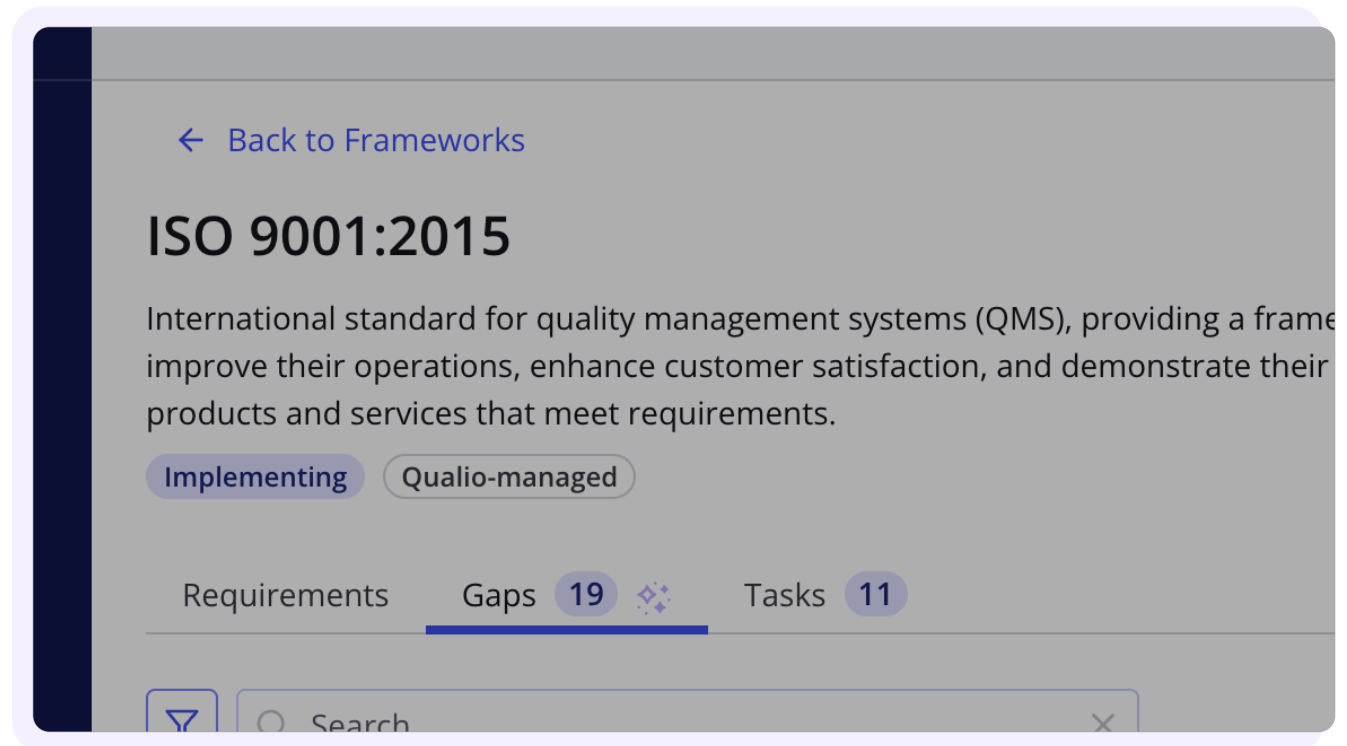 Back to Frameworks
ISO 9001:2015
International standard for quality management systems (QMS), providing a frame
improve their operations, enhance customer satisfaction, and demonstrate their
products and services that meet requirements.
Implementing Qualio-managed
Requirements Gaps 19 Tasks 11
Search